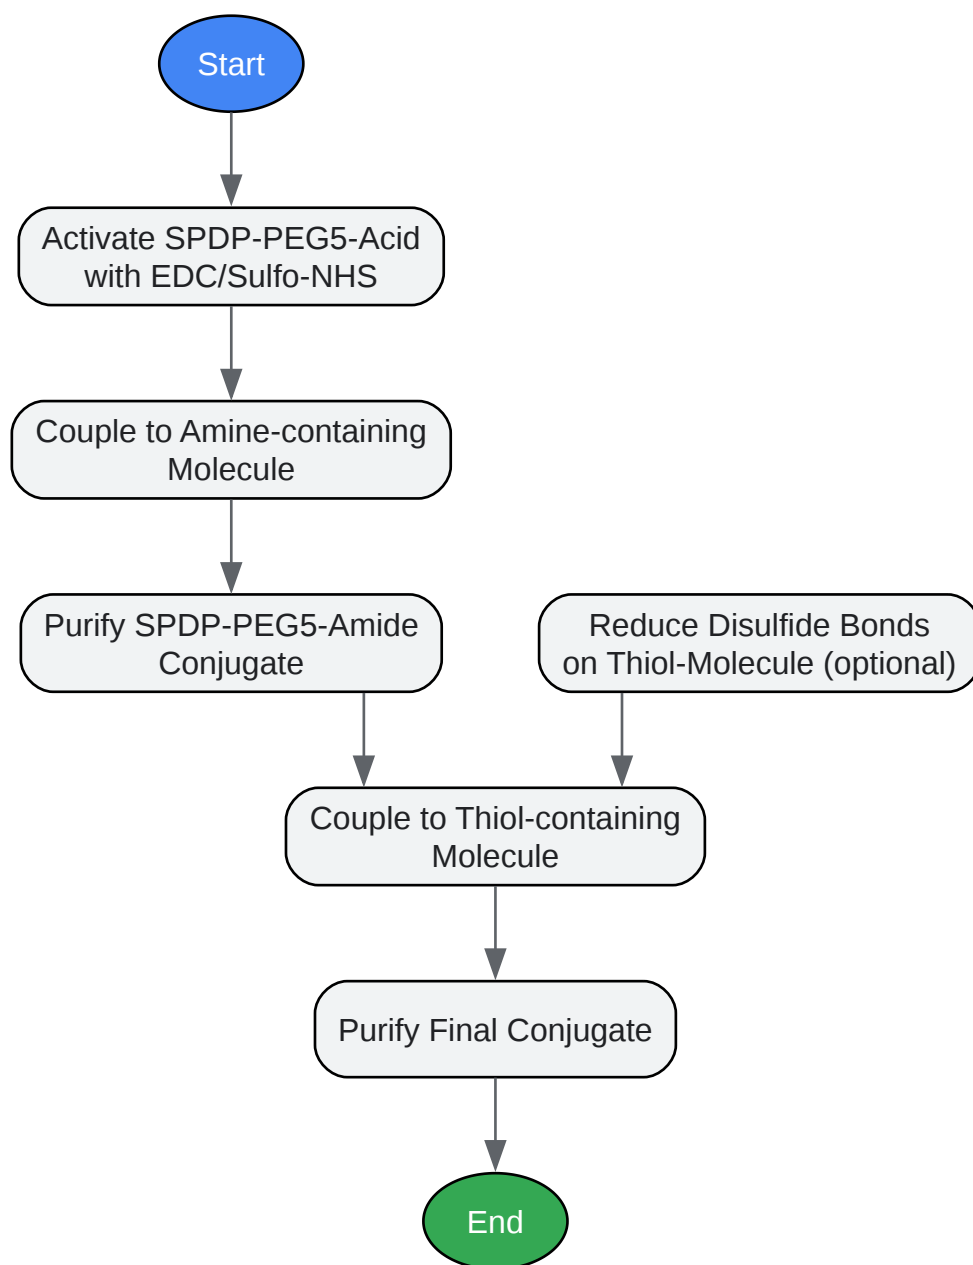 Start
Activate SPDP-PEG5-Acid
with EDC/Sulfo-NHS
Couple to Amine-containing
Molecule
Purify SPDP-PEG5-Amide
Conjugate
Reduce Disulfide Bonds
on Thiol-Molecule (optional)
Couple to Thiol-containing
Molecule
Purify Final Conjugate
End